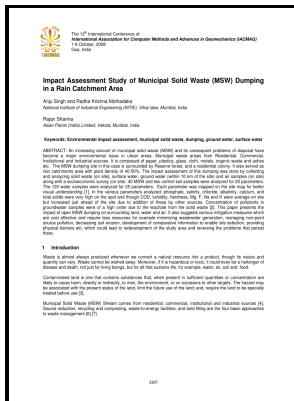 The 12th International Conference of
International Association for Computer Methods and Advances in Geomechanics (IACMAG)
1-6 October, 2008
Goa, India
Impact Assessment Study of Municipal Solid Waste (MSW) Dumping
in a Rain Catchment Area
Anju Singh and Radha Krishna Mothadaka
National Institute of Industrial Engineering (NITIE), Vihar lake, Mumbai, India
Rajan Sharma
Asian Paints (India) Limited, Vakola, Mumbai, India
Keywords: Environmental impact assessment, municipal solid waste, dumping, ground water, surface water
ABSTRACT: An increasing amount of municipal solid waste (MSW) and its consequent problems of disposal have
become a major environmental issue in urban areas. Municipal waste arises from Residential, Commercial,
Institutional and Industrial sources. It is composed of paper, plastics, glass, cloth, metals, organic waste and ashes
etc. The MSW dumping site in this case is surrounded by Reserve forest, and a residential colony. It also served as
rain catchments area with plant density of 40-50%. The impact assessment of this dumping was done by collecting
and analyzing solid waste (on site), surface water, ground water (within 10 km of the site) and air samples (on site)
along with a socioeconomic survey (on site). 40 MSW and two control soil samples were analyzed for 20 parameters.
The 120 water samples were analyzed for 25 parameters. Each parameter was mapped on the site map for better
visual understanding [1]. In the various parameters analyzed; phosphate, salinity, chloride, alkalinity, calcium, and
total solids were very high on the spot and though COD, turbidity, hardness, Mg, F, Na and K were average on site
but increased just ahead of the site due to addition of these by other sources. Concentration of pollutants in
groundwater samples were of a high order due to the leachate from the solid waste [2]. This paper presents the
impact of open MSW dumping on surrounding land, water and air. It also suggests various mitigation measures which
are cost effective and require less resources for example minimizing wastewater generation, managing non-point
source pollution, decreasing soil erosion, development of comparative information to enable site selection, providing
physical barriers etc. which could lead to redevelopment of the study area and reversing the problems that persist
there.
1 Introduction
Waste is almost always produced whenever we convert a natural resource into a product, though its nature and
quantity can vary. Waste cannot be wished away. Moreover, if it is hazardous or toxic, it could even be a harbinger of
disease and death, not just for living beings, but for all that sustains life, for example, water, air, soil and food.
Contaminated land is one that contains substances that, when present in sufficient quantities or concentration are
likely to cause harm, directly or indirectly, to men, the environment, or on occasion to other targets. The hazard may
be associated with the present status of the land, limit the future use of the land; and, require the land to be specially
treated before use [3].
Municipal Solid Waste (MSW) Stream comes from residential, commercial, institutional and industrial sources [4].
Source reduction, recycling and composting, waste-to-energy facilities, and land filling are the four basic approaches
to waste management [6] [7].
2307